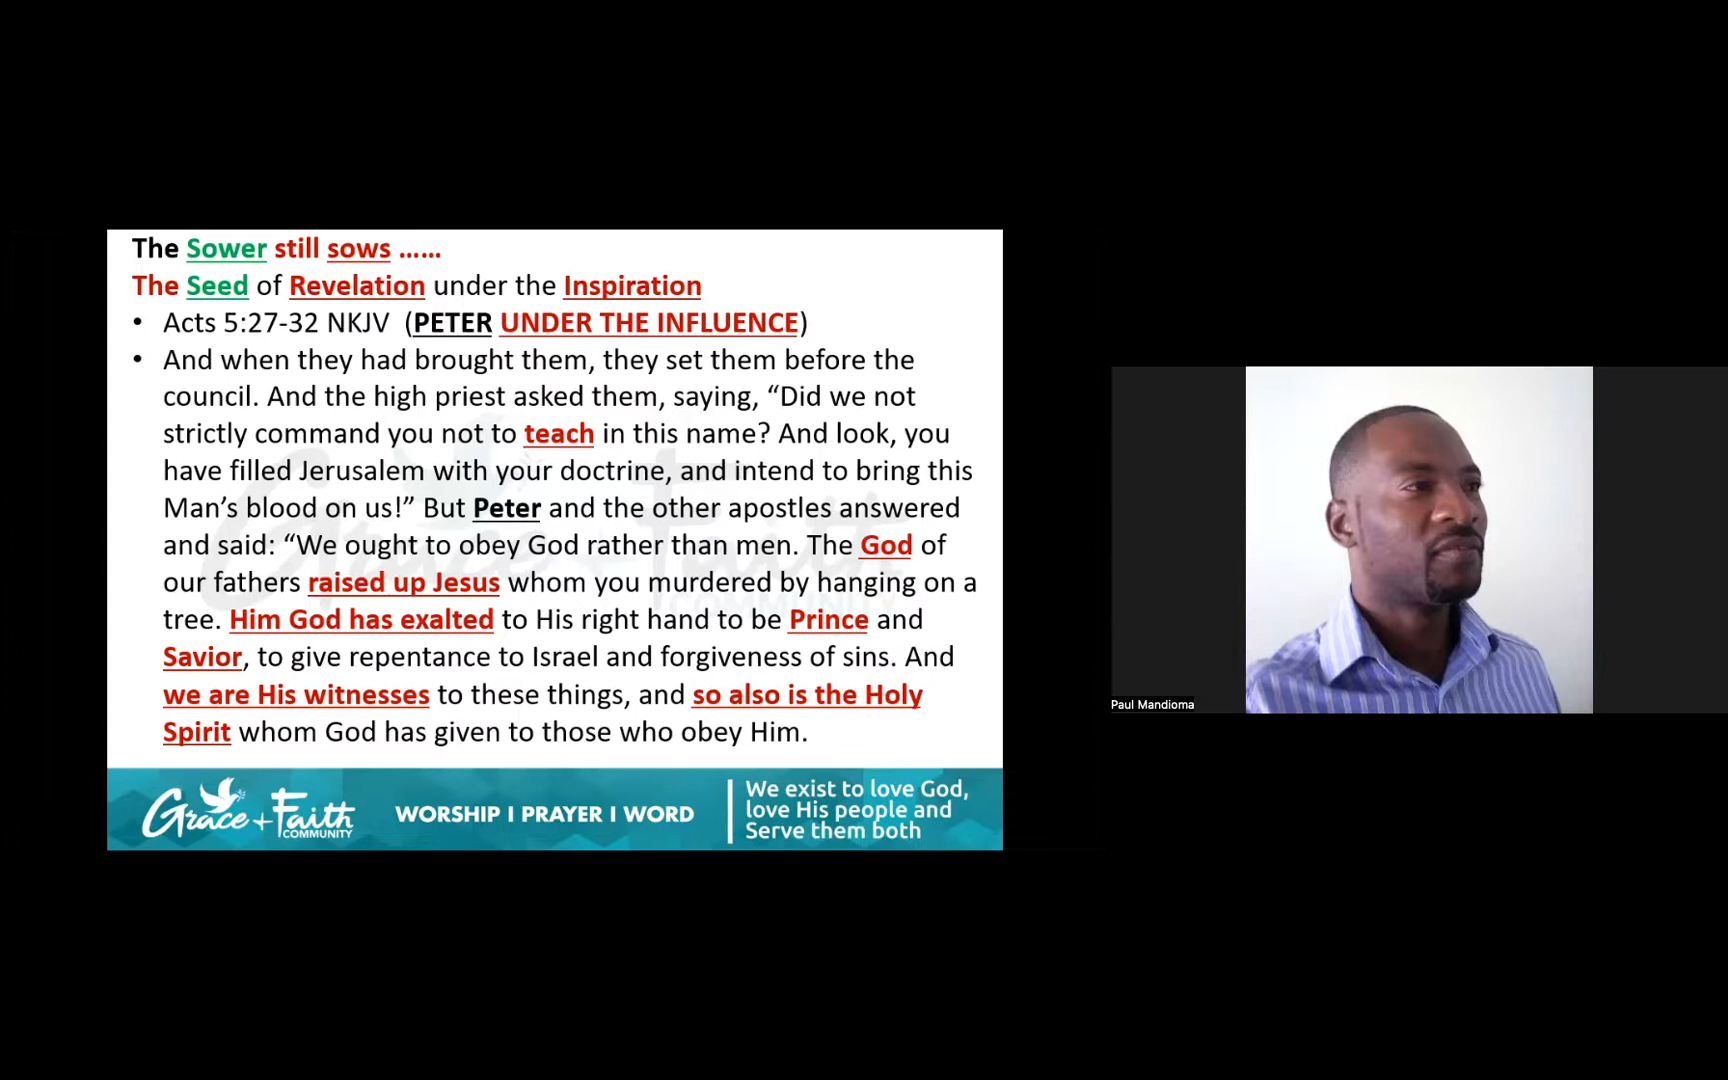 The Sower still sows ......
The Seed of Revelation under the Inspiration
• Acts 5:27-32 NKJV (PETER UNDER THE INFLUENCE)
• And when they had brought them, they set them before the
council. And the high priest asked them, saying, “Did we not
strictly command you not to teach in this name? And look, you
have filled Jerusalem with your doctrine, and intend to bring this
Man’s blood on us!” But Peter and the other apostles answered
and said: “We ought to obey God rather than men. The God of
our fathers raised up Jesus whom you murdered by hanging on a
tree. Him God has exalted to His right hand to be Prince and
Savior, to give repentance to Israel and forgiveness of sins. And
we are His witnesses to these things, and so also is the Holy
Spirit whom God has given to those who obey Him.
Grace + Faith
COMMUNITY
WORSHIP I PRAYER I WORD
We exist to love God,
love His people and
Serve them both
Paul Mandioma